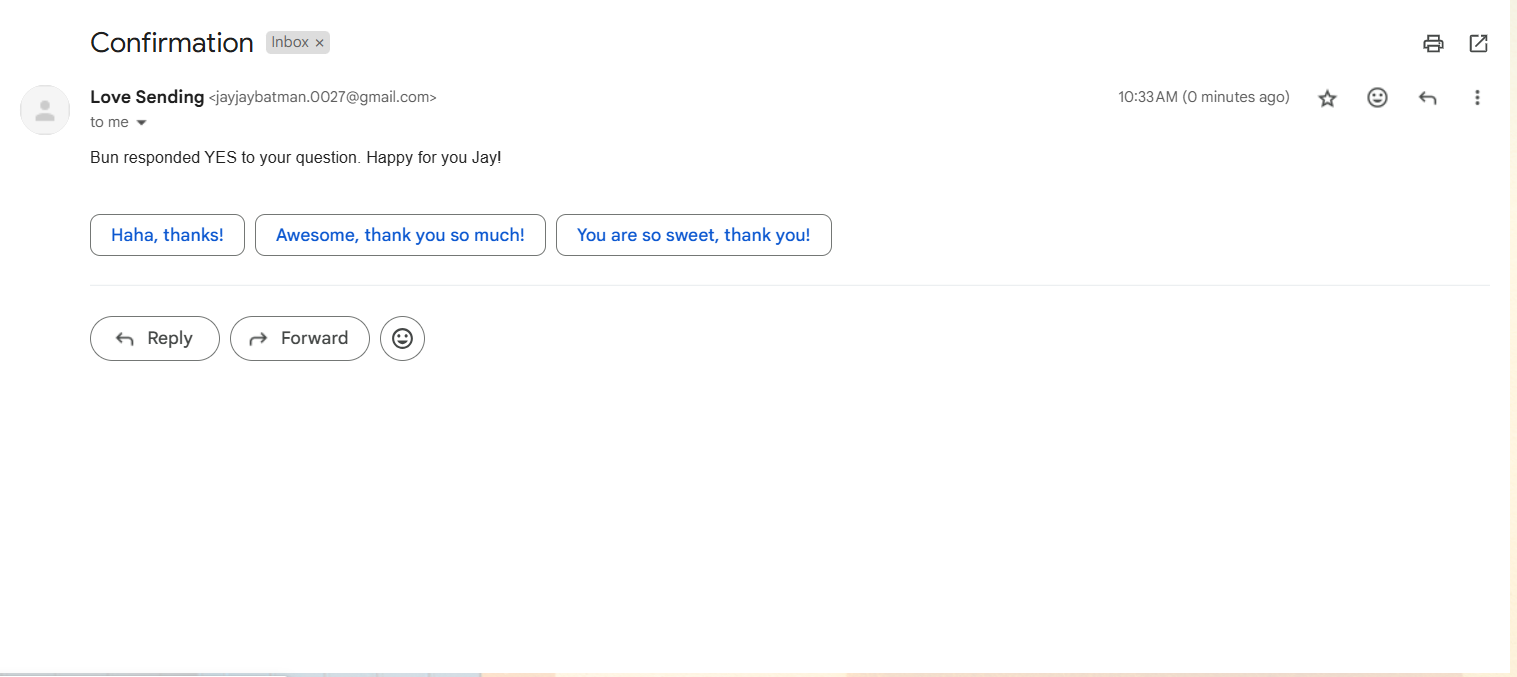 Confirmation Inbox ×
Love Sending <jayjaybatman.0027@gmail.com> 10:33 AM (0 minutes ago)
to me
Bun responded YES to your question. Happy for you Jay!
Haha, thanks! Awesome, thank you so much! You are so sweet, thank you!
Reply Forward